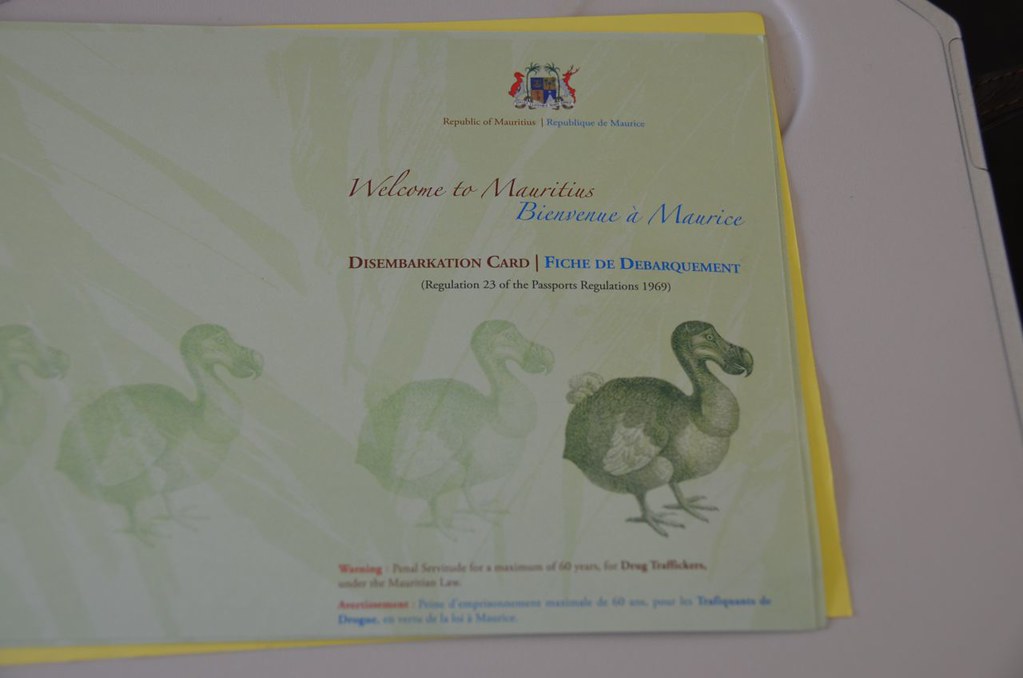 Republic of Mauritius | République de Maurice
Welcome to Mauritius
Bienvenue à Maurice
DISEMBARKATION CARD | FICHE DE DEBARQUEMENT
(Regulation 23 of the Passports Regulations 1969)
Warning : Penal Servitude for a maximum of 60 years, for Drug Traffickers,
under the Mauritian Law.
Avertissement : Peine d'emprisonnement maximale de 60 ans, pour les Trafiquants de
Drogue, en vertu de la loi à Maurice.